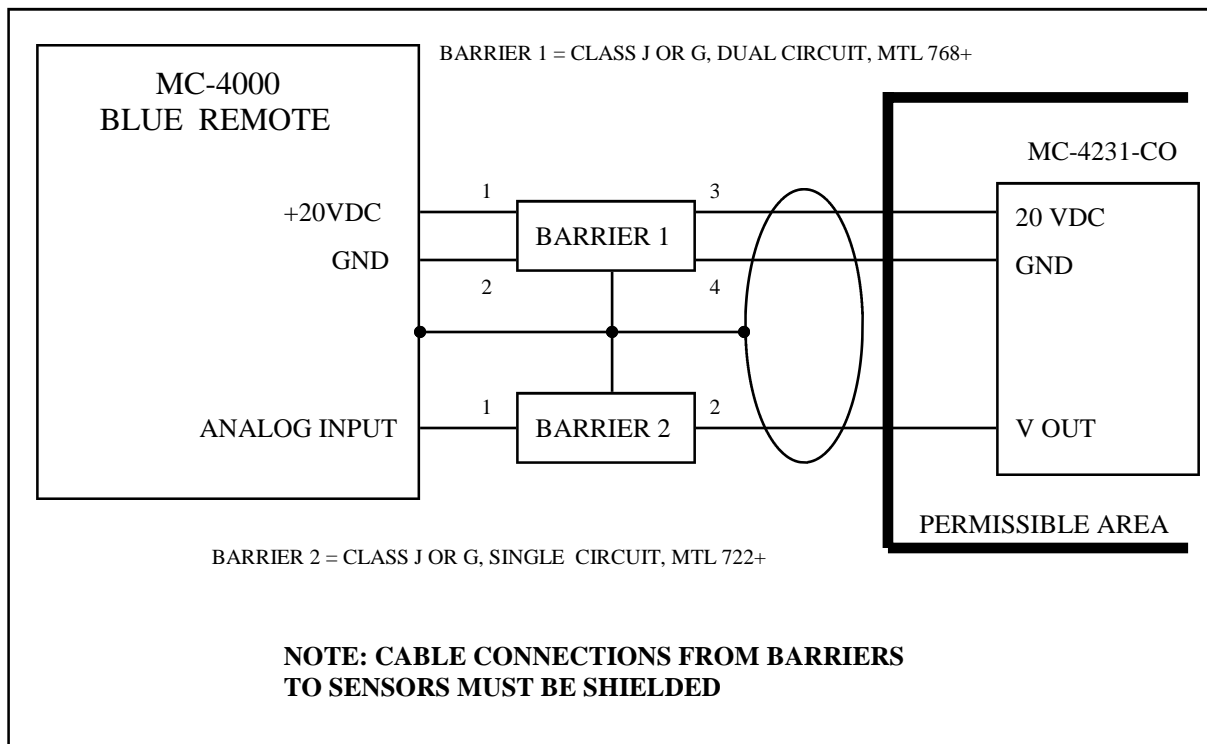 BARRIER 1 = CLASS J OR G, DUAL CIRCUIT, MTL 768+
MC-4000
BLUE REMOTE
MC-4231-CO
+20VDC
1
BARRIER 1
3
20 VDC
GND
2
4
GND
ANALOG INPUT
1
BARRIER 2
2
V OUT
PERMISSIBLE AREA
BARRIER 2 = CLASS J OR G, SINGLE CIRCUIT, MTL 722+
NOTE: CABLE CONNECTIONS FROM BARRIERS
TO SENSORS MUST BE SHIELDED